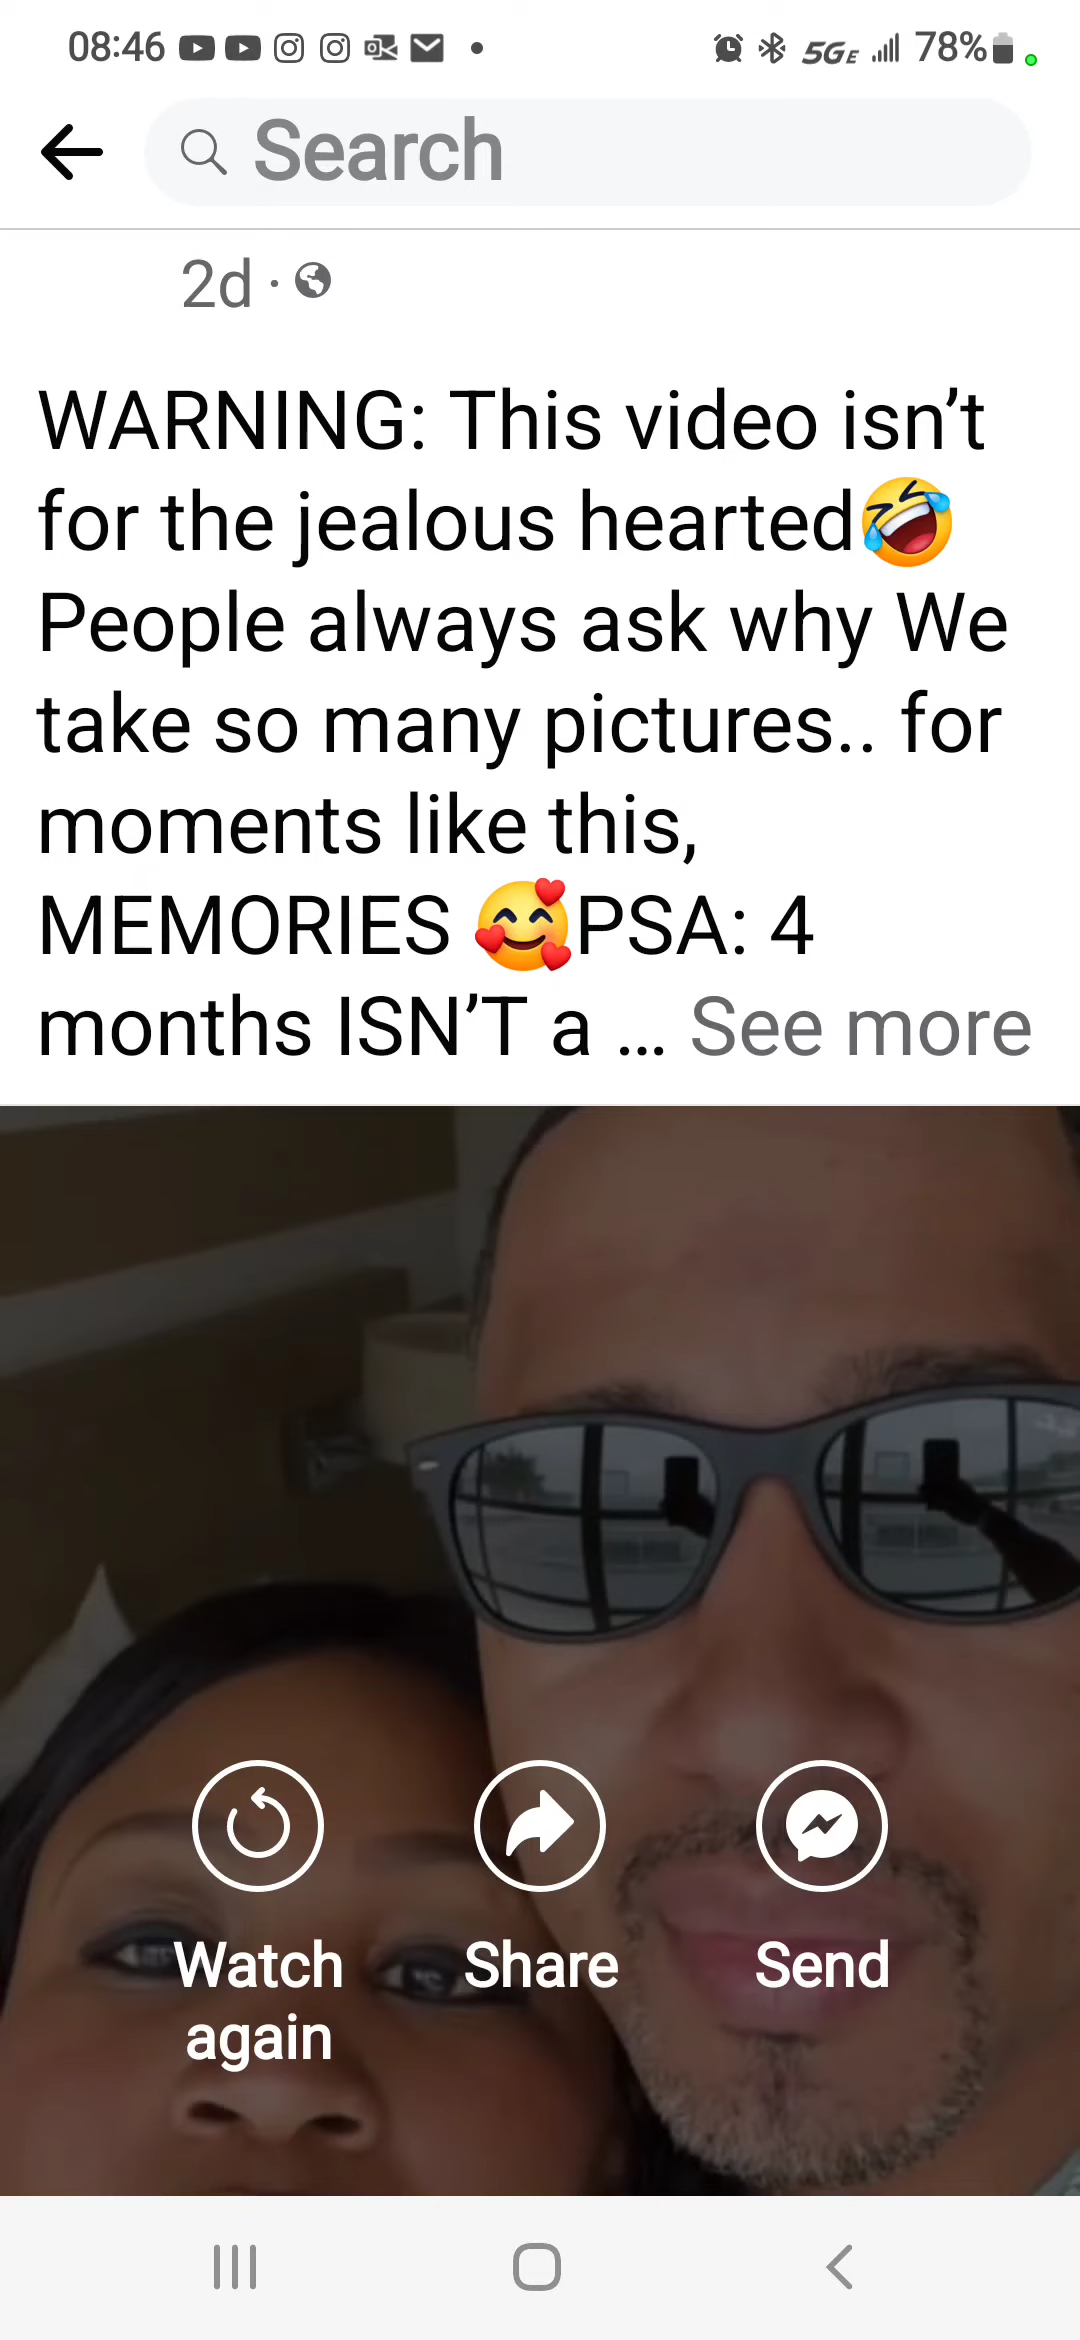 08:46 5GE 78%
Search
2d ·
WARNING: This video isn’t
for the jealous hearted🤣
People always ask why We
take so many pictures.. for
moments like this,
MEMORIES 🥰PSA: 4
months ISN’T a ... See more
Watch again
Share
Send